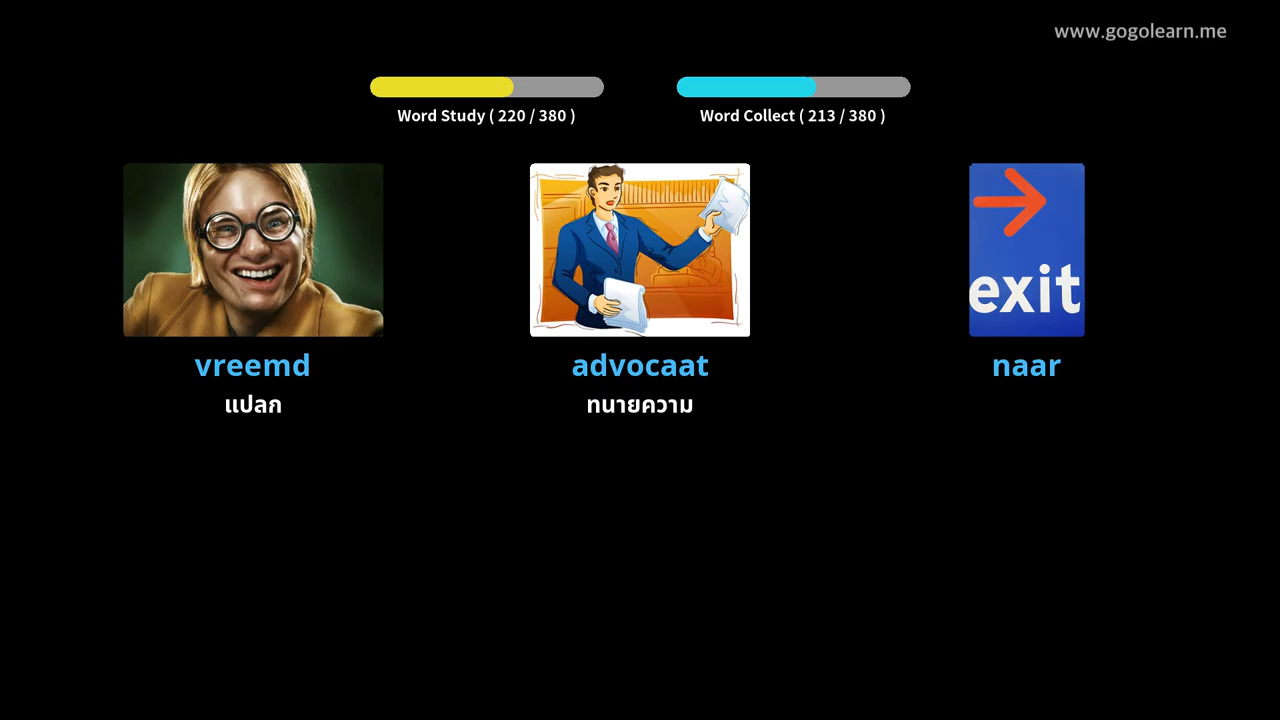 www.gogolearn.me
Word Study ( 220 / 380 )
Word Collect ( 213 / 380 )
exit
vreemd
แปลก
advocaat
ทนายความ
naar